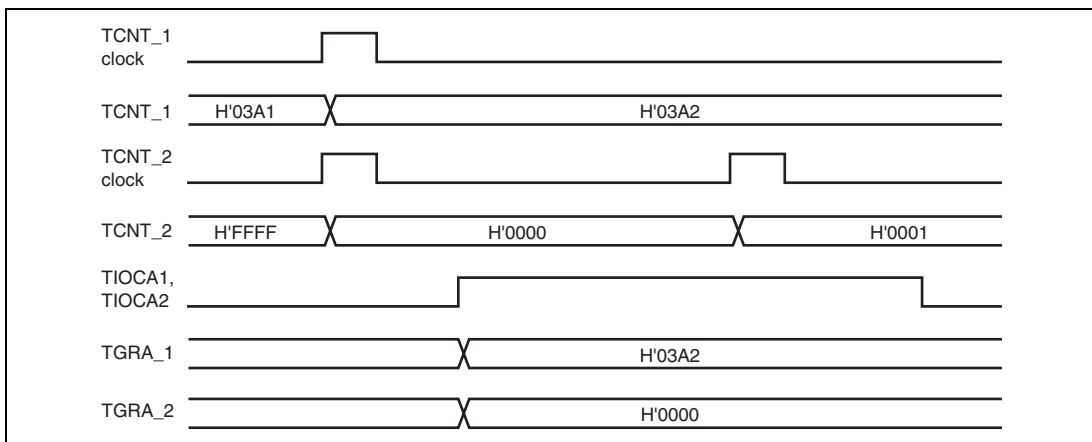 TCNT_1
clock
TCNT_1 H'03A1 H'03A2
TCNT_2
clock
TCNT_2 H'FFFF H'0000 H'0001
TIOCA1,
TIOCA2
TGRA_1 H'03A2
TGRA_2 H'0000